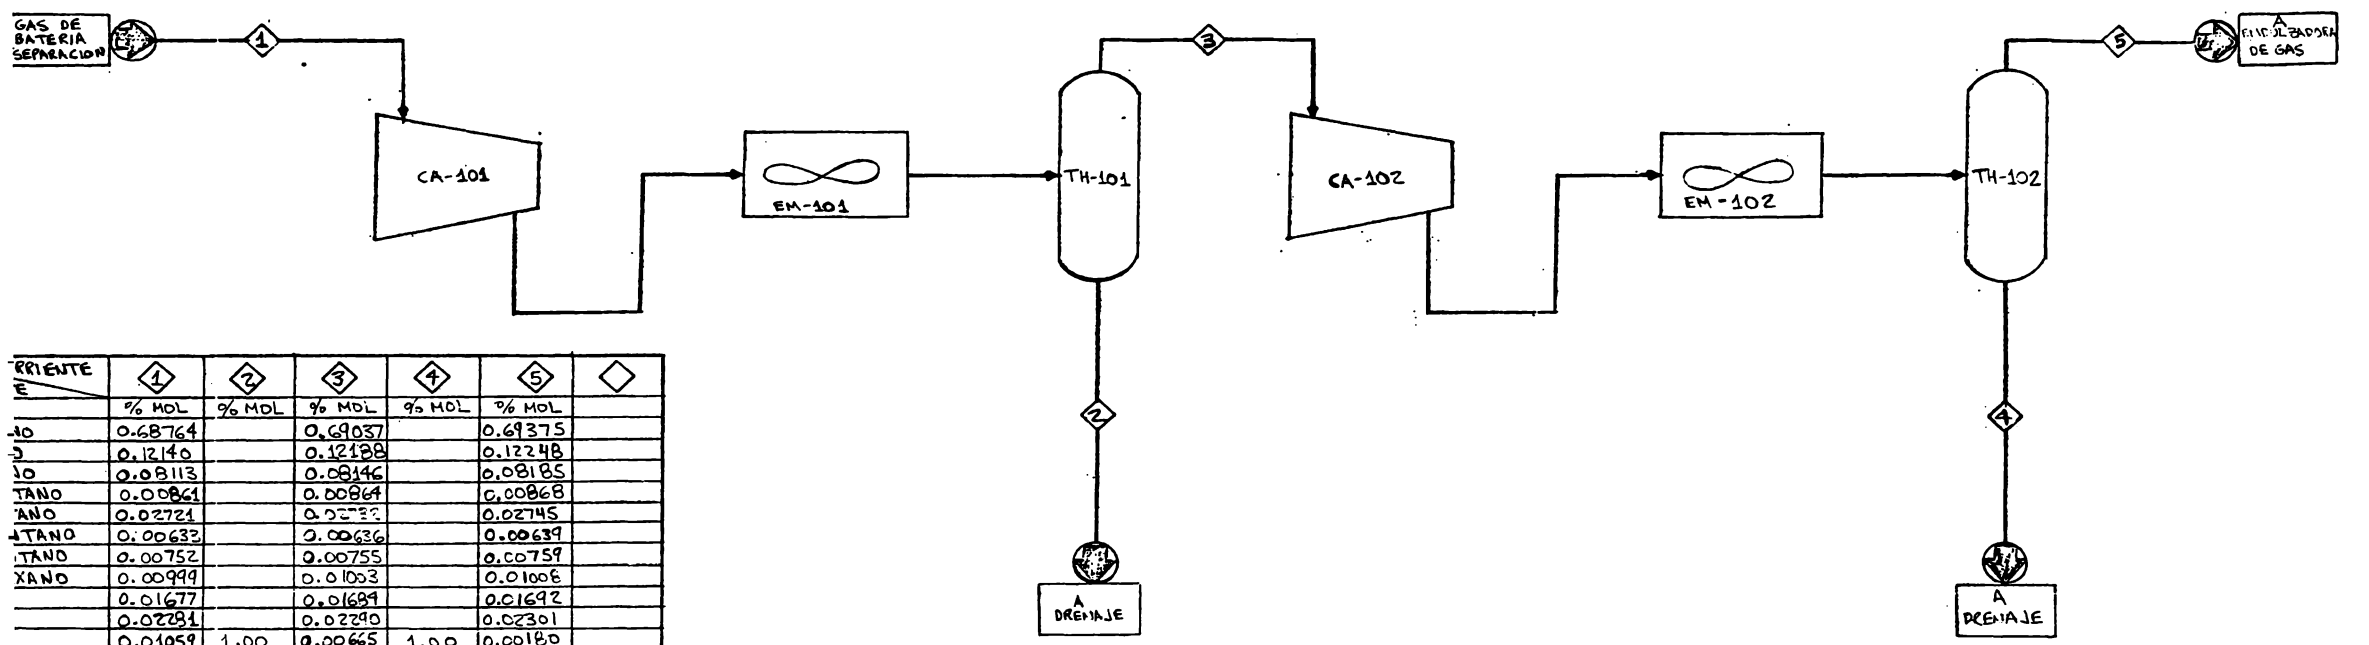 GAS DE
BATERIA
SEPARACION
1
3
5
A
DE GAS
CA-101
EM-101
TH-101
CA-102
EM-102
TH-102
2
4
A
DRENAJE
A
DRENAJE
RRIENTE 1 2 3 4 5
E
% MOL % MOL % MOL % MOL % MOL
NO 0.68764 0.69037 0.69375
O 0.12140 0.12188 0.12248
NO 0.08113 0.08146 0.08185
TANO 0.00861 0.00864 0.00868
ANO 0.02721 0.02745
NTANO 0.00633 0.00636 0.00639
TANO 0.00752 0.00755 0.00759
XANO 0.00999 0.01003 0.01008
0.01677 0.01684 0.01692
0.02281 0.02290 0.02301
0.01059 1.00 0.00665 1.00 0.00180